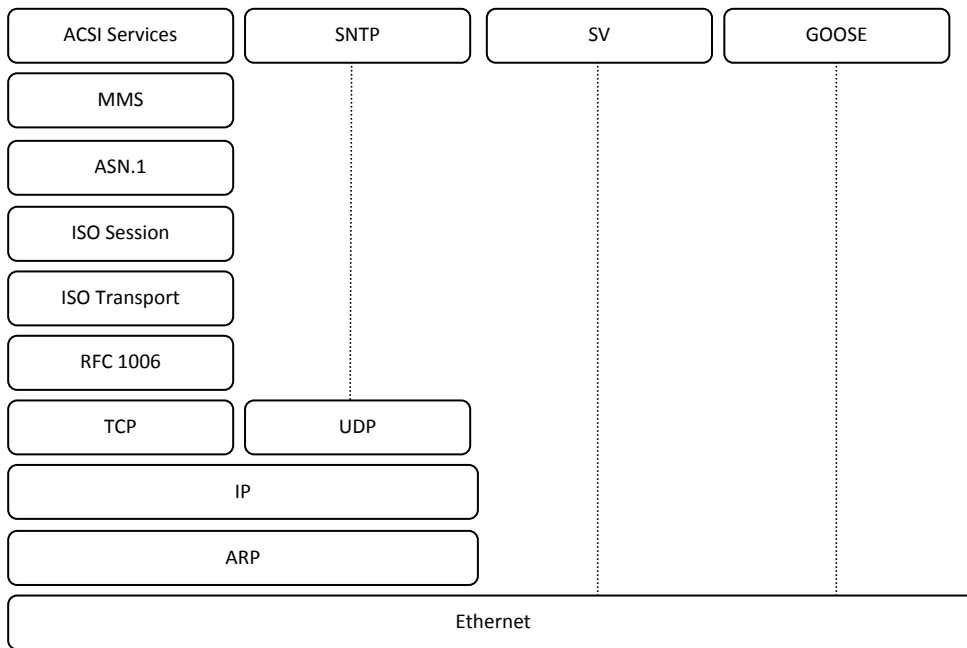 ACSI Services
SNTP
SV
GOOSE
MMS
ASN.1
ISO Session
ISO Transport
RFC 1006
TCP
UDP
IP
ARP
Ethernet